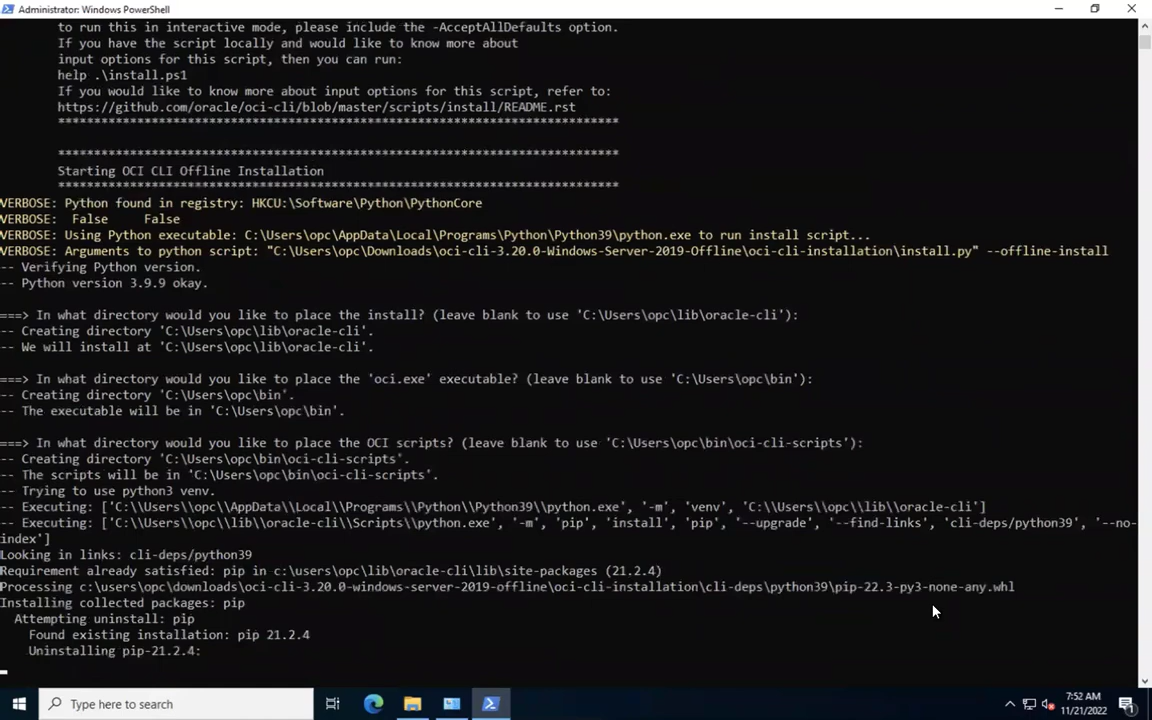 Administrator: Windows PowerShell
to run this in interactive mode, please include the -AcceptAllDefaults option.
If you have the script locally and would like to know more about
input options for this script, then you can run:
help .\install.ps1
If you would like to know more about input options for this script, refer to:
https://github.com/oracle/oci-cli/blob/master/scripts/install/README.rst
******************************************************************************
******************************************************************************
Starting OCI CLI Offline Installation
******************************************************************************
VERBOSE: Python found in registry: HKCU:\Software\Python\PythonCore
VERBOSE: False False
VERBOSE: Using Python executable: C:\Users\opc\AppData\Local\Programs\Python\Python39\python.exe to run install script...
VERBOSE: Arguments to python script: "C:\Users\opc\Downloads\oci-cli-3.20.0-Windows-Server-2019-Offline\oci-cli-installation\install.py" --offline-install
-- Verifying Python version.
-- Python version 3.9.9 okay.
===> In what directory would you like to place the install? (leave blank to use 'C:\Users\opc\lib\oracle-cli'):
-- Creating directory 'C:\Users\opc\lib\oracle-cli'.
-- We will install at 'C:\Users\opc\lib\oracle-cli'.
===> In what directory would you like to place the 'oci.exe' executable? (leave blank to use 'C:\Users\opc\bin'):
-- Creating directory 'C:\Users\opc\bin'.
-- The executable will be in 'C:\Users\opc\bin'.
===> In what directory would you like to place the OCI scripts? (leave blank to use 'C:\Users\opc\bin\oci-cli-scripts'):
-- Creating directory 'C:\Users\opc\bin\oci-cli-scripts'.
-- The scripts will be in 'C:\Users\opc\bin\oci-cli-scripts'.
-- Trying to use python3 venv.
-- Executing: ['C:\\Users\\opc\\AppData\\Local\\Programs\\Python\\Python39\\python.exe', '-m', 'venv', 'C:\\Users\\opc\\lib\\oracle-cli']
-- Executing: ['C:\\Users\\opc\\lib\\oracle-cli\\Scripts\\python.exe', '-m', 'pip', 'install', 'pip', '--upgrade', '--find-links', 'cli-deps/python39', '--no-
index']
Looking in links: cli-deps/python39
Requirement already satisfied: pip in c:\users\opc\lib\oracle-cli\lib\site-packages (21.2.4)
Processing c:\users\opc\downloads\oci-cli-3.20.0-windows-server-2019-offline\oci-cli-installation\cli-deps\python39\pip-22.3-py3-none-any.whl
Installing collected packages: pip
Attempting uninstall: pip
Found existing installation: pip 21.2.4
Uninstalling pip-21.2.4:
Type here to search
7:52 AM
11/21/2022
1